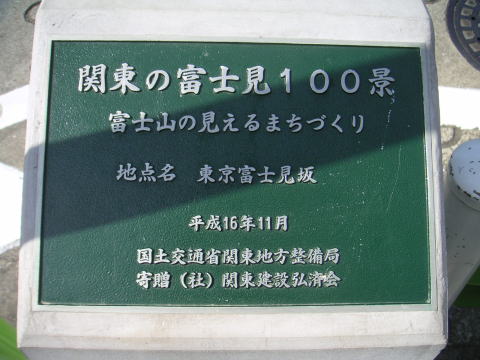 関東の富士見１００景
富士山の見えるまちづくり
地点名　東京富士見坂
平成16年11月
国土交通省関東地方整備局
寄贈（社）関東建設弘済会